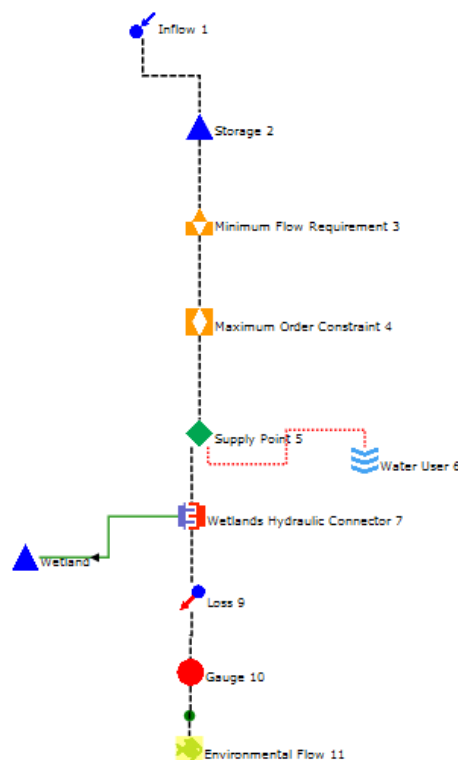 Inflow 1
Storage 2
Minimum Flow Requirement 3
Maximum Order Constraint 4
Supply Point 5
Water User 6
Wetlands Hydraulic Connector 7
Wetland
Loss 9
Gauge 10
Environmental Flow 11